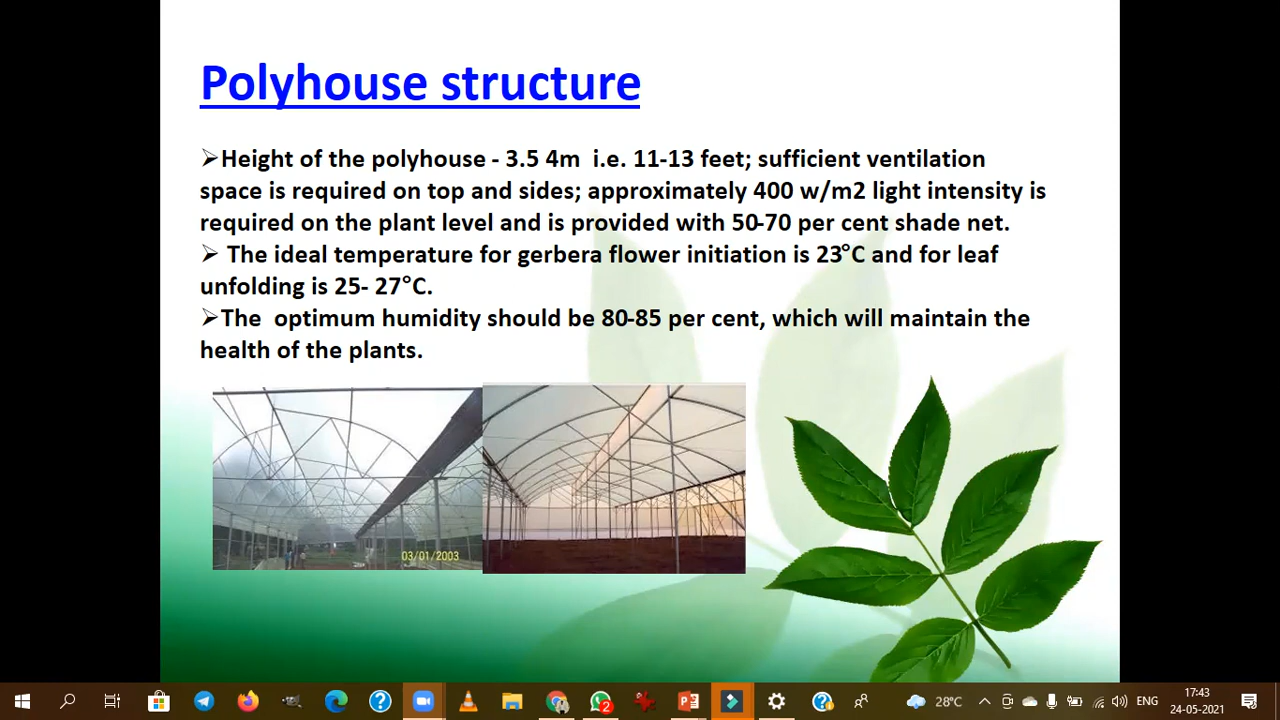 Polyhouse structure
➢Height of the polyhouse - 3.5 4m  i.e. 11-13 feet; sufficient ventilation
space is required on top and sides; approximately 400 w/m2 light intensity is
required on the plant level and is provided with 50-70 per cent shade net.
➢ The ideal temperature for gerbera flower initiation is 23°C and for leaf
unfolding is 25- 27°C.
➢The  optimum humidity should be 80-85 per cent, which will maintain the
health of the plants.
03/01/2003
2
28°C
ENG
17:43
24-05-2021